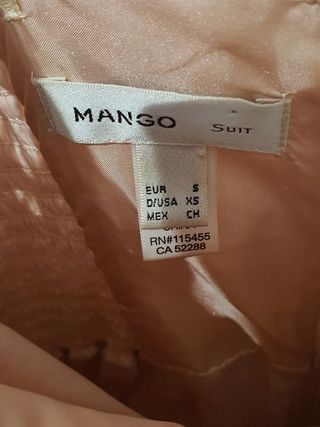 MANGO Suit
EUR S
D/USA XS
MEX CH
RN#115455
CA 52288